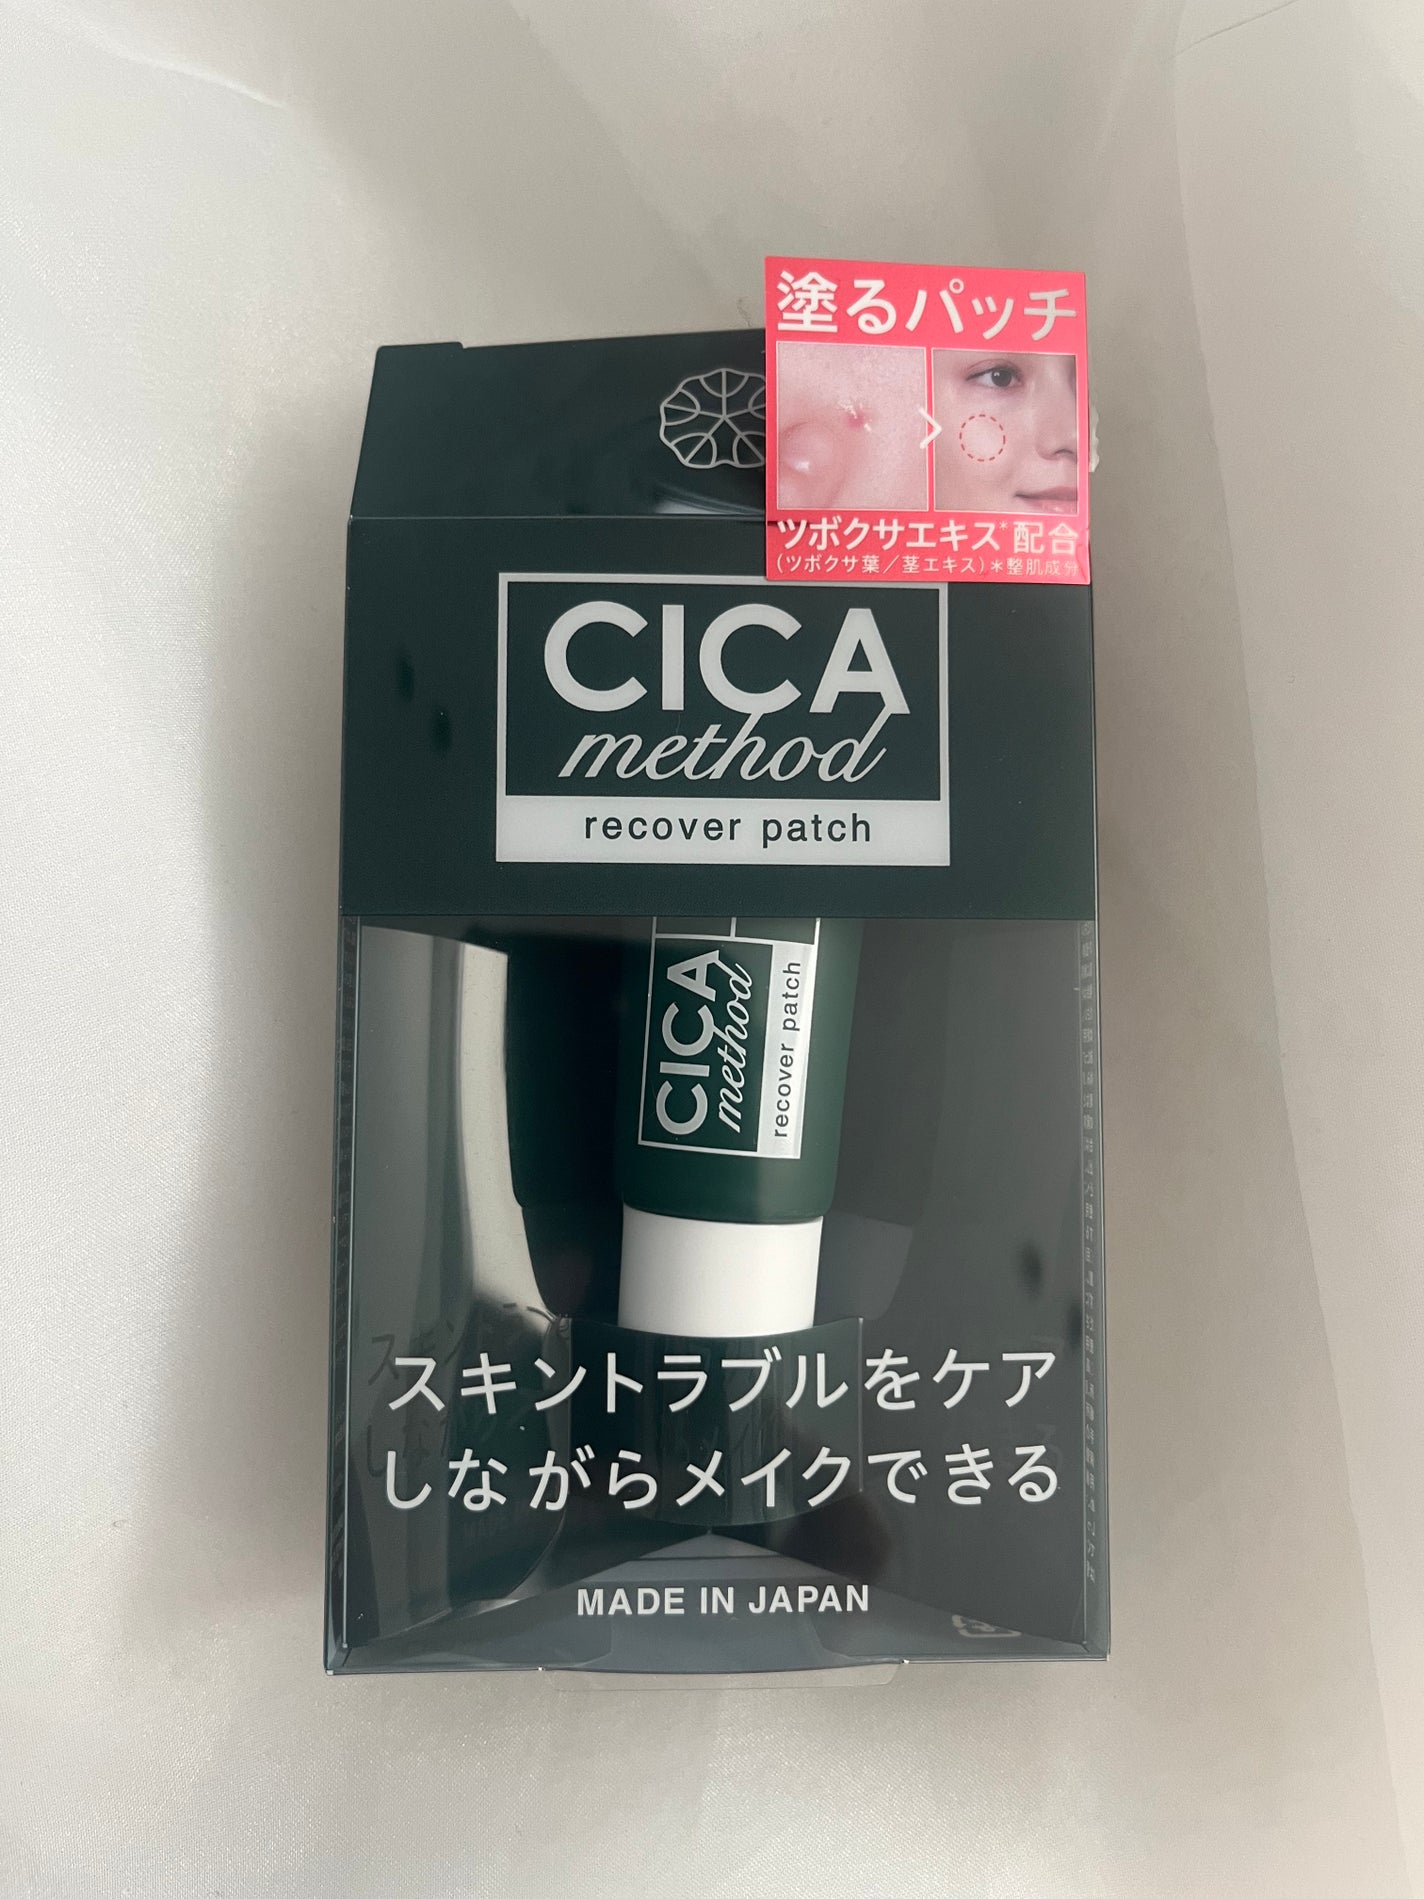 塗るパッチ
ツボクサエキス*配合
(ツボクサ葉/茎エキス)*整肌成分
CICA
method
recover patch
CICA
method
recover patch
スキントラブルをケア
しながらメイクできる
MADE IN JAPAN